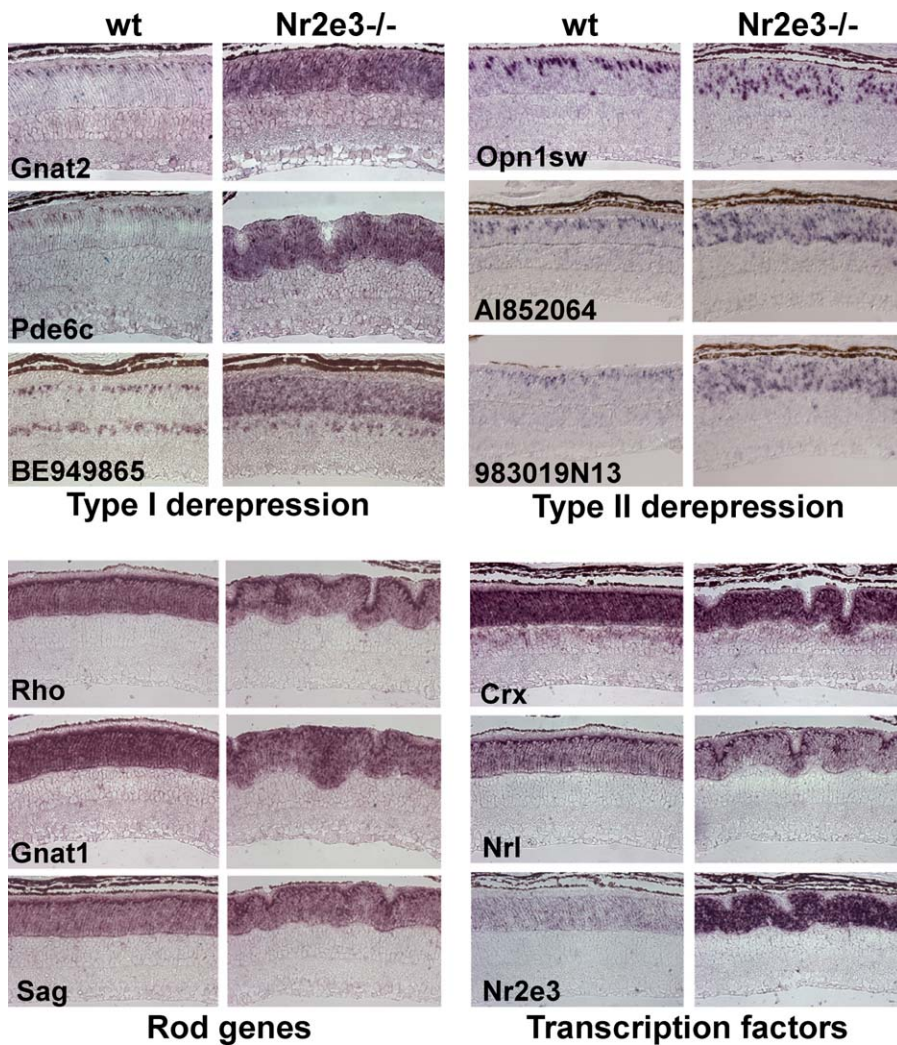 wt Nr2e3-/-
Gnat2
Pde6c
BE949865
Type I derepression
wt Nr2e3-/-
Opn1sw
AI852064
983019N13
Type II derepression
Rho
Gnat1
Sag
Rod genes
Crx
Nrl
Nr2e3
Transcription factors